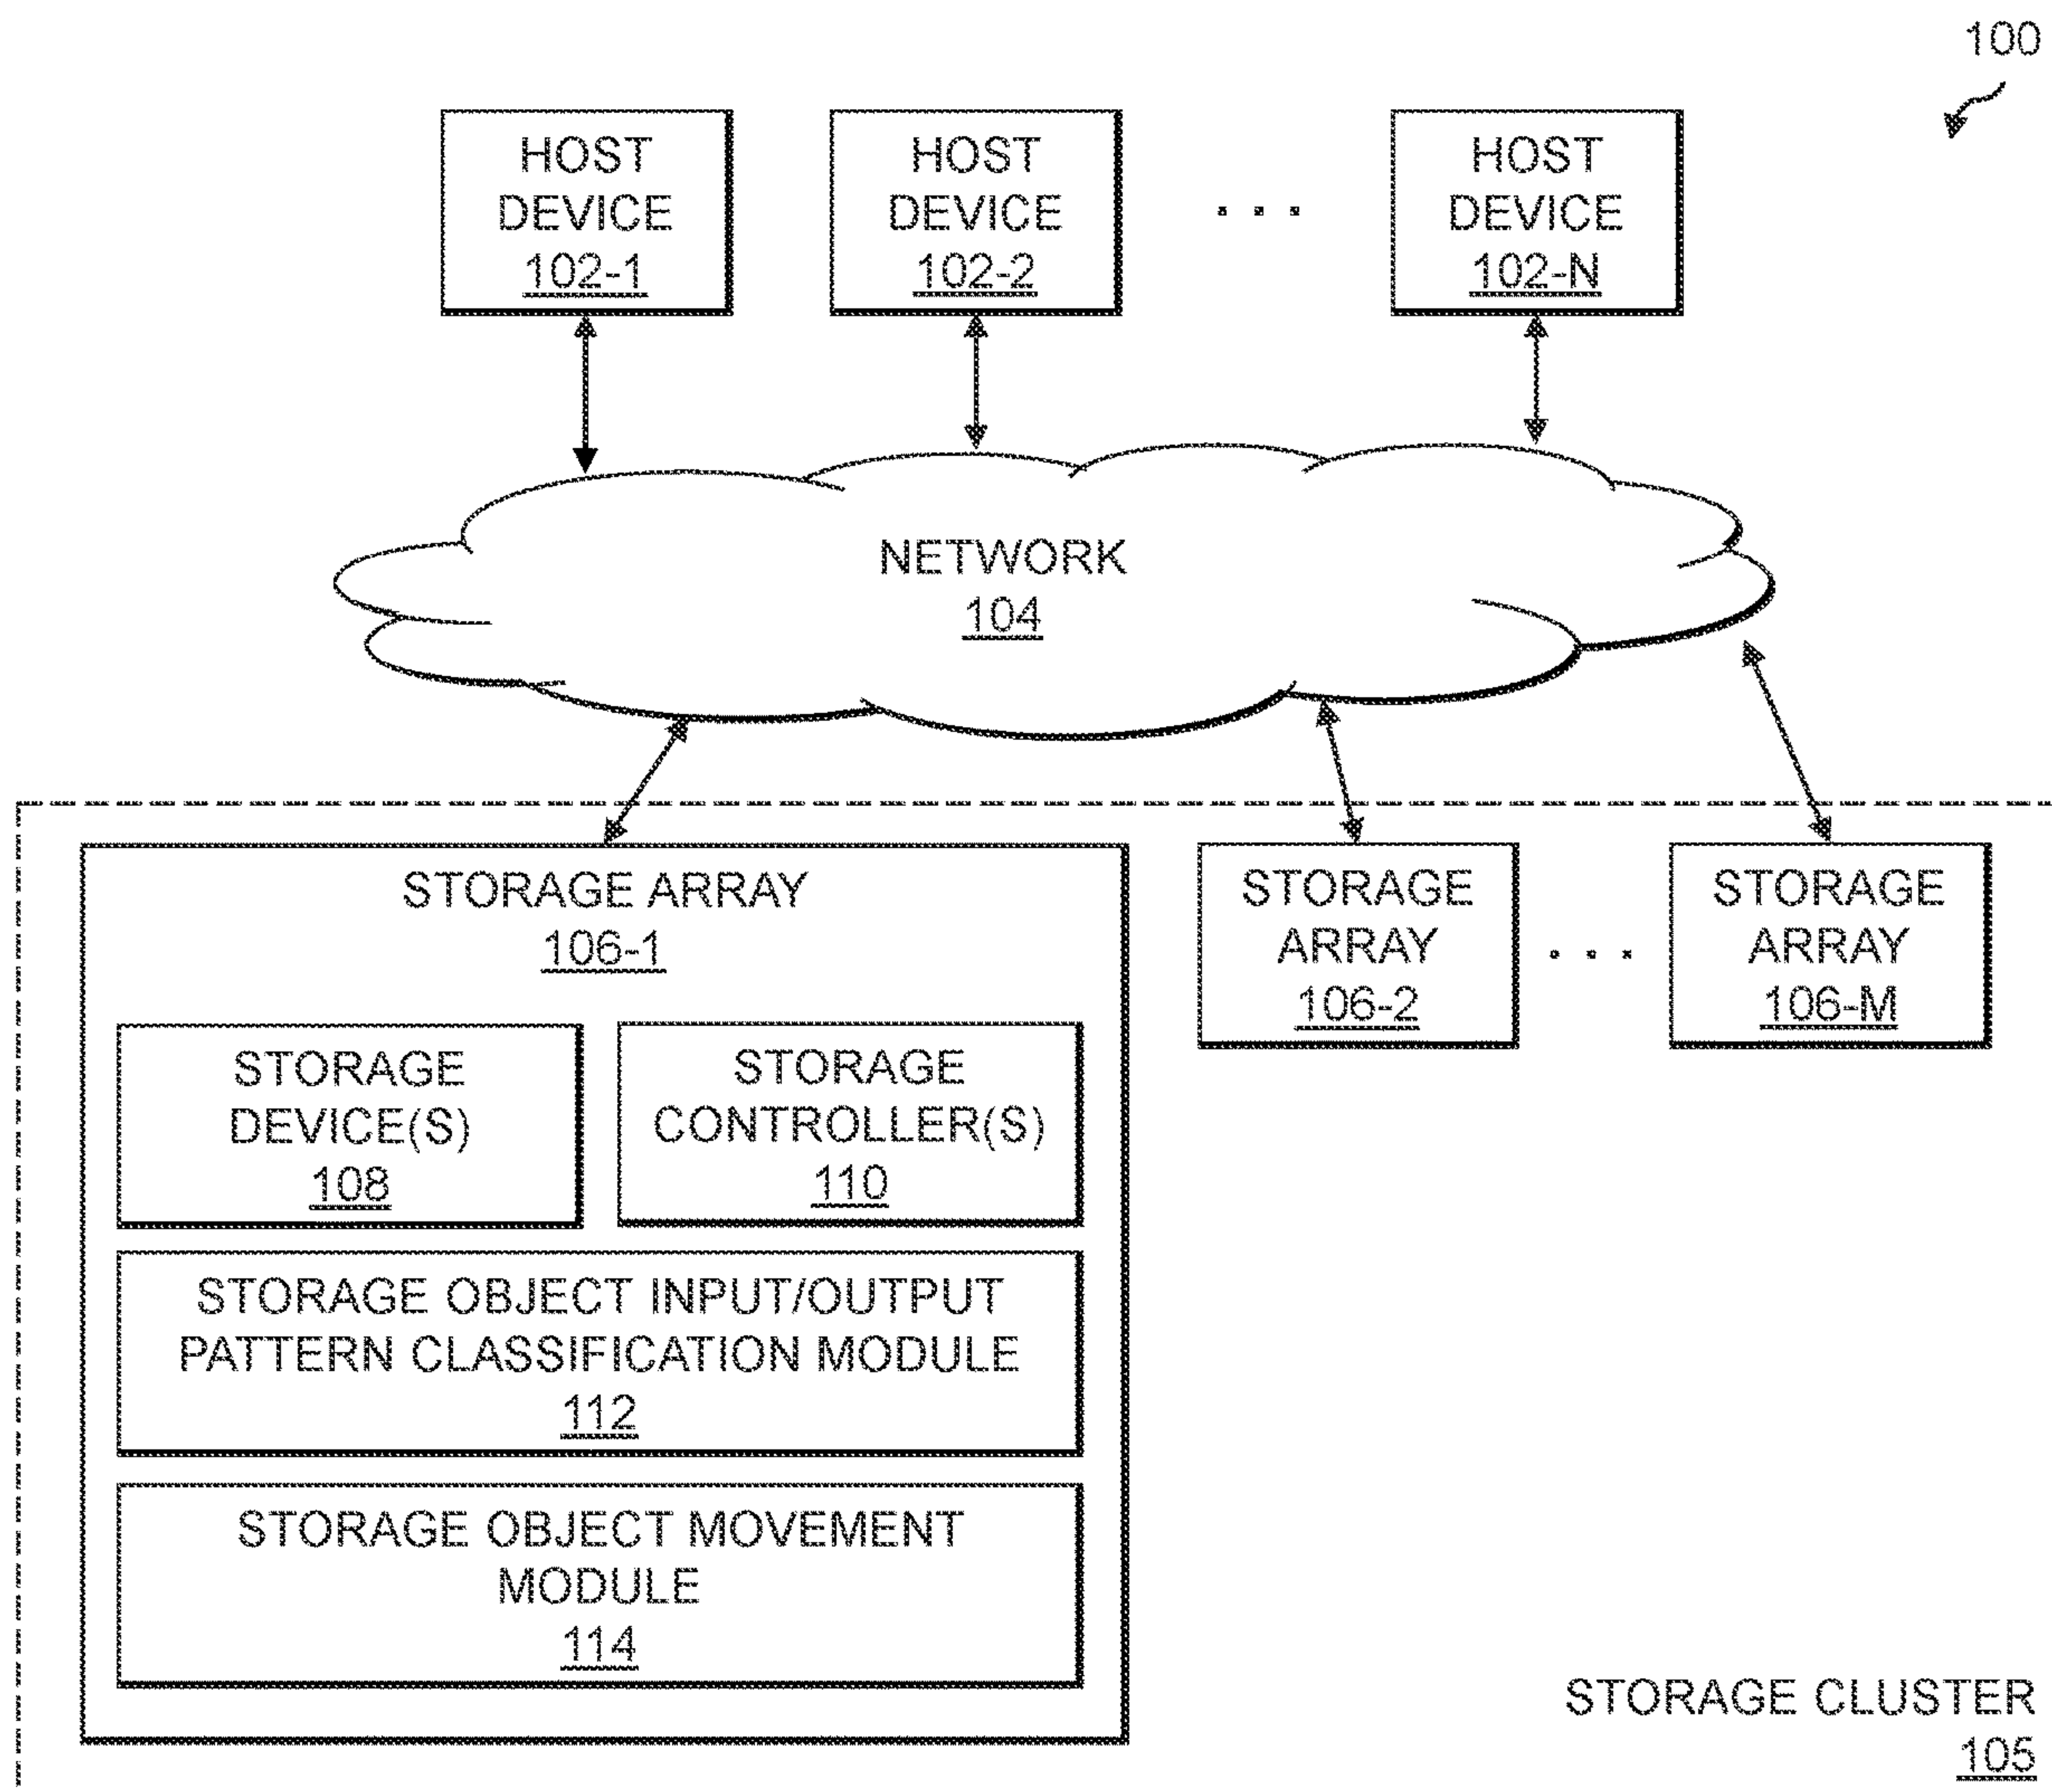 100
HOST
DEVICE
102-1
HOST
DEVICE
102-2
. . .
HOST
DEVICE
102-N
NETWORK
104
STORAGE ARRAY
106-1
STORAGE
DEVICE(S)
108
STORAGE
CONTROLLER(S)
110
STORAGE OBJECT INPUT/OUTPUT
PATTERN CLASSIFICATION MODULE
112
STORAGE OBJECT MOVEMENT
MODULE
114
STORAGE
ARRAY
106-2
. . .
STORAGE
ARRAY
106-M
STORAGE CLUSTER
105